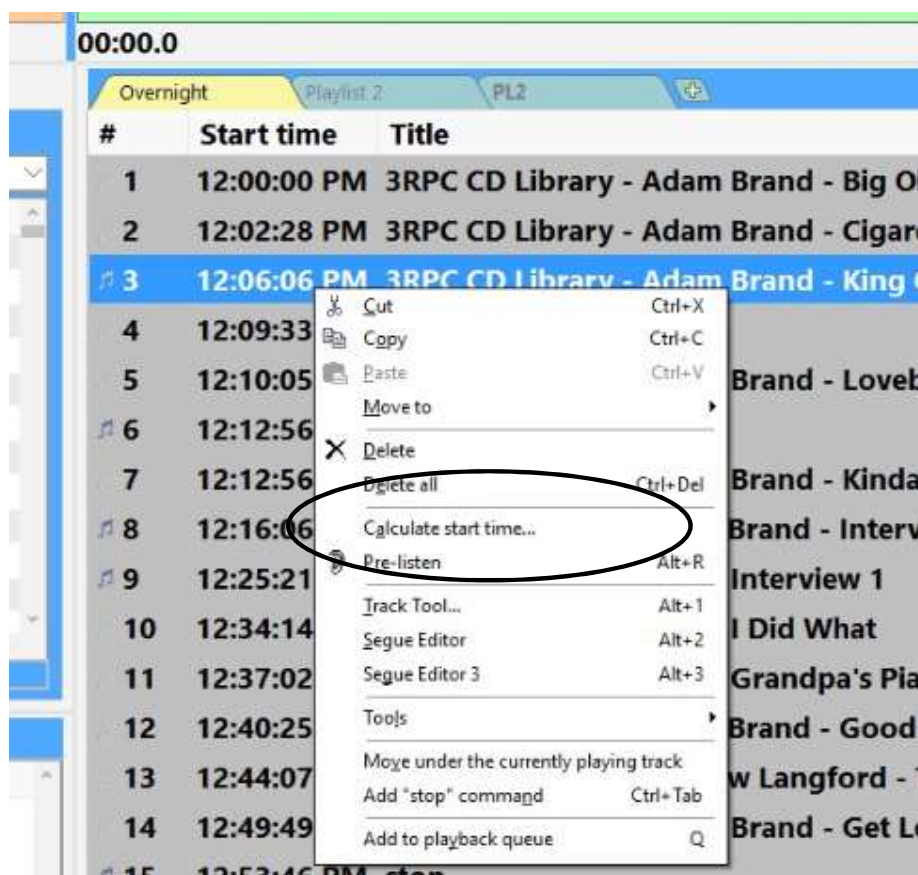 00:00.0
Overnight Playlist 2 PL2
# Start time Title
1 12:00:00 PM 3RPC CD Library - Adam Brand - Big
2 12:02:28 PM 3RPC CD Library - Adam Brand -
3 12:06:06 PM 3RPC CD Library - Adam Brand - King
Cut Ctrl+X
4 12:09:33
Copy Ctrl+C
5 12:10:05 Brand -
Paste Ctrl+V
Move to
6 12:12:56
Delete
7 12:12:56 Brand - Kinda
Delete all Ctrl+Del
8 12:16:06 Brand -
Calculate start time...
Pre-listen Alt+R
9 12:25:21 Interview 1
Track Tool... Alt+1
10 12:34:14 I Did What
Segue Editor Alt+2
11 12:37:02 Grandpa's
Segue Editor 3 Alt+3
12 12:40:25 Brand - Good
Tools
13 12:44:07 Langford -
Move under the currently playing track
Add "stop" command Ctrl+Tab
14 12:49:49 Brand - Get
Add to playback queue Q
15 12:53:46 PM stop